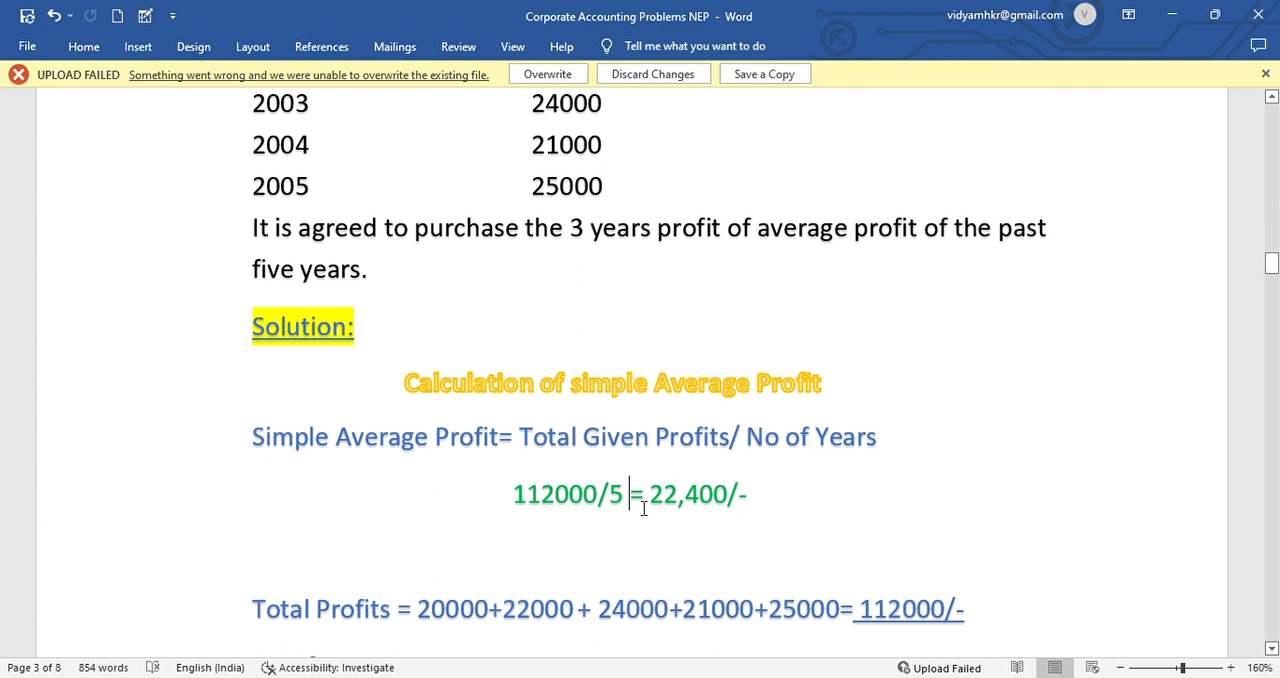 Corporate Accounting Problems NEP - Word
vidyamhkr@gmail.com V
File Home Insert Design Layout References Mailings Review View Help Tell me what you want to do
UPLOAD FAILED Something went wrong and we were unable to overwrite the existing file. Overwrite Discard Changes Save a Copy
2003 24000
2004 21000
2005 25000
It is agreed to purchase the 3 years profit of average profit of the past
five years.
Solution:
Calculation of simple Average Profit
Simple Average Profit= Total Given Profits/ No of Years
112000/5 = 22,400/-
Total Profits = 20000+22000 + 24000+21000+25000= 112000/-
Page 3 of 8 854 words English (India) Accessibility: Investigate Upload Failed 160%